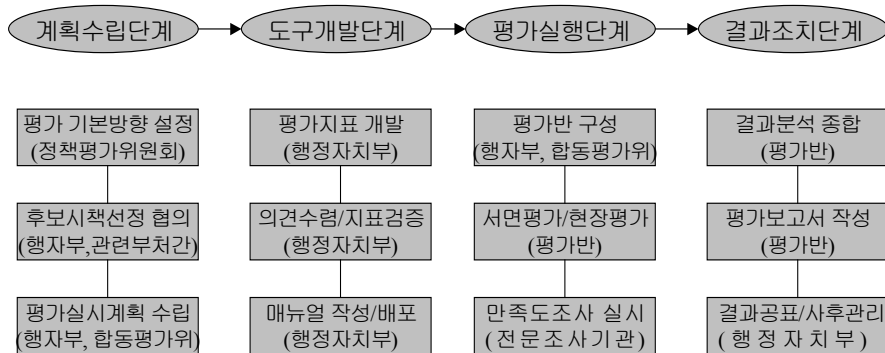 계획수립단계
도구개발단계
평가실행단계
결과조치단계
평가 기본방향 설정
(정책평가위원회)
후보시책선정 협의
(행자부,관련부처간)
평가실시계획 수립
(행자부, 합동평가위)
평가지표 개발
(행정자치부)
의견수렴/지표검증
(행정자치부)
매뉴얼 작성/배포
(행정자치부)
평가반 구성
(행자부, 합동평가위)
서면평가/현장평가
(평가반)
만족도조사 실시
(전문조사기관)
결과분석 종합
(평가반)
평가보고서 작성
(평가반)
결과공표/사후관리
(행정자치부)